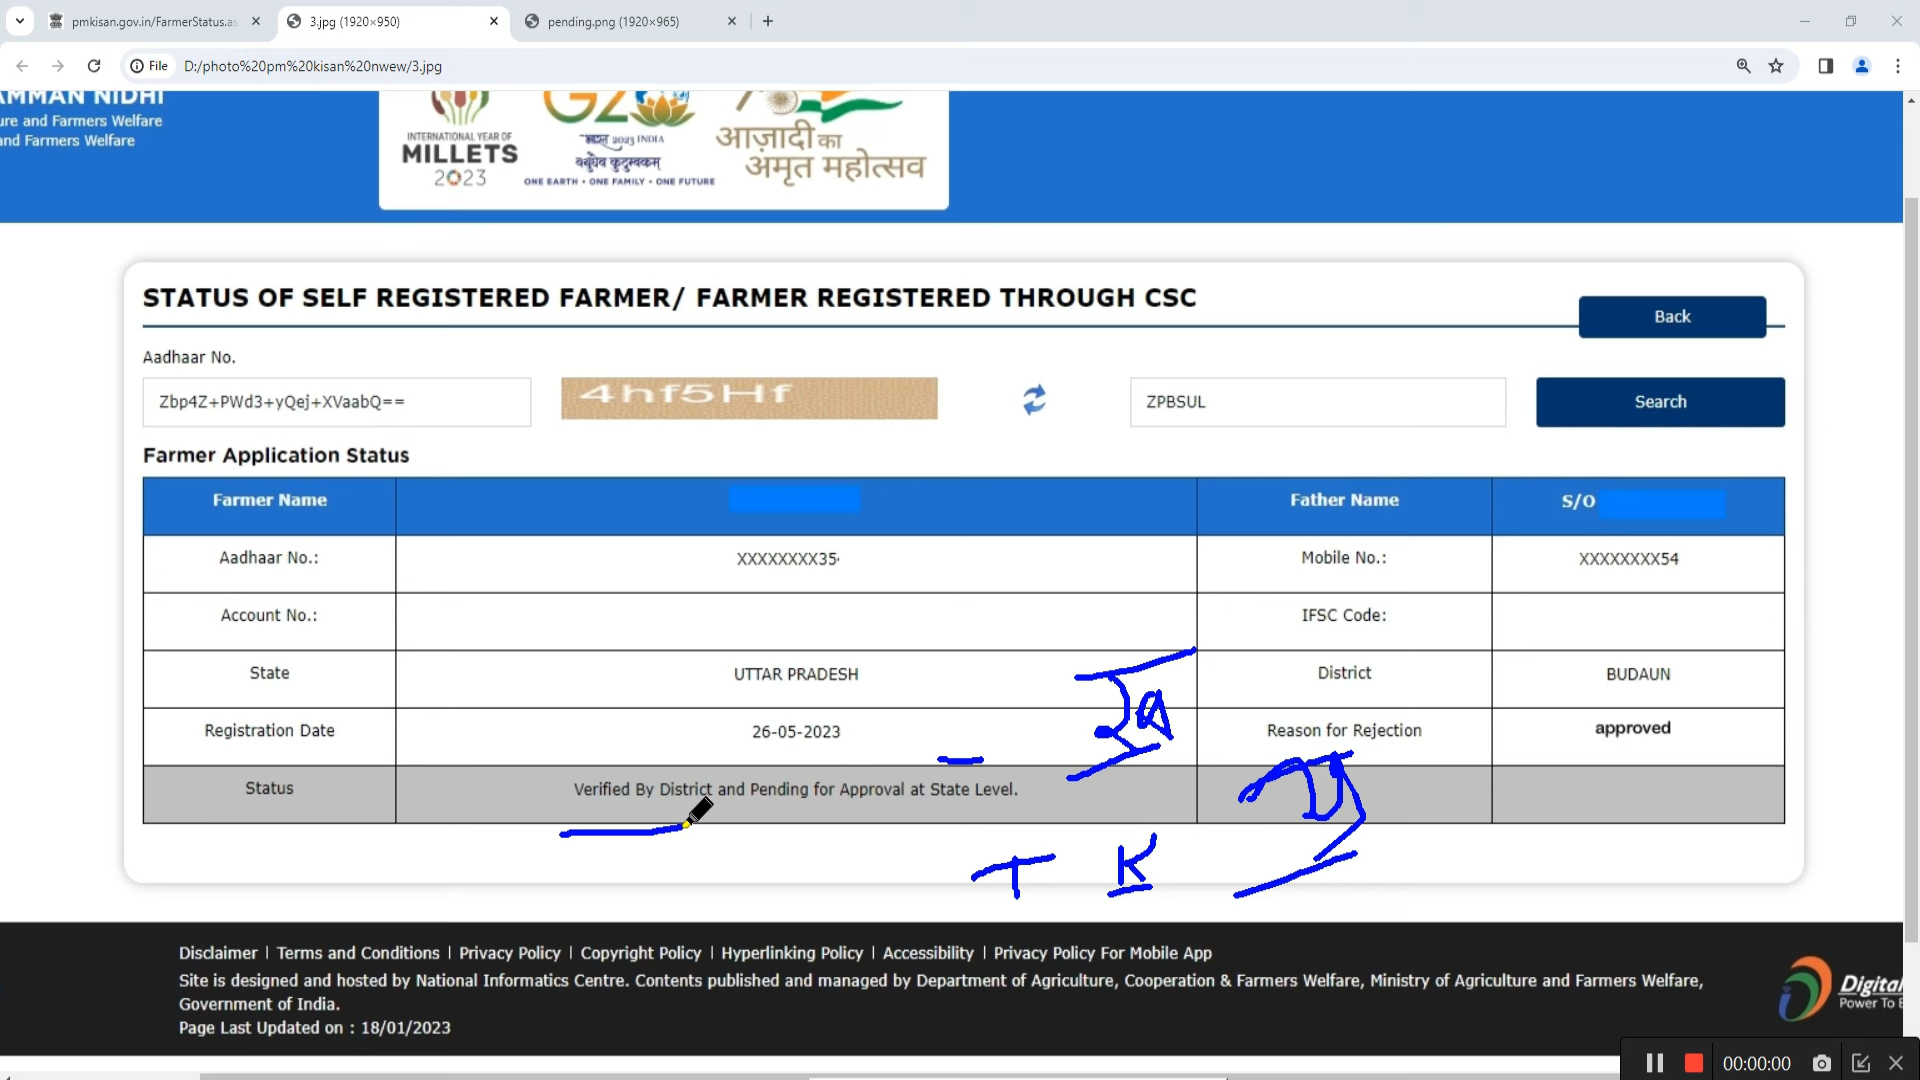 pmkisan.gov.in/FarmerStatus.as
3.jpg (1920×950)
pending.png (1920×965)
File
D:/photo%20pm%20kisan%20nwew/3.jpg
AMMAN NIDHI
ure and Farmers Welfare
and Farmers Welfare
INTERNATIONAL YEAR OF
MILLETS
2023
G20
भारत 2023 INDIA
वसुधैव कुटुम्बकम्
ONE EARTH • ONE FAMILY • ONE FUTURE
आज़ादी का
अमृत महोत्सव
STATUS OF SELF REGISTERED FARMER/ FARMER REGISTERED THROUGH CSC
Back
Aadhaar No.
Zbp4Z+PWd3+yQej+XVaabQ==
4hf5Hf
ZPBSUL
Search
Farmer Application Status
Farmer Name
Father Name
S/O
Aadhaar No.:
XXXXXXXX35
Mobile No.:
XXXXXXXX54
Account No.:
IFSC Code:
State
UTTAR PRADESH
District
BUDAUN
Registration Date
26-05-2023
Reason for Rejection
approved
Status
Verified By District and Pending for Approval at State Level.
T K
Disclaimer | Terms and Conditions | Privacy Policy | Copyright Policy | Hyperlinking Policy | Accessibility | Privacy Policy For Mobile App
Site is designed and hosted by National Informatics Centre. Contents published and managed by Department of Agriculture, Cooperation & Farmers Welfare, Ministry of Agriculture and Farmers Welfare,
Government of India.
Page Last Updated on : 18/01/2023
Digital
Power To E
00:00:00